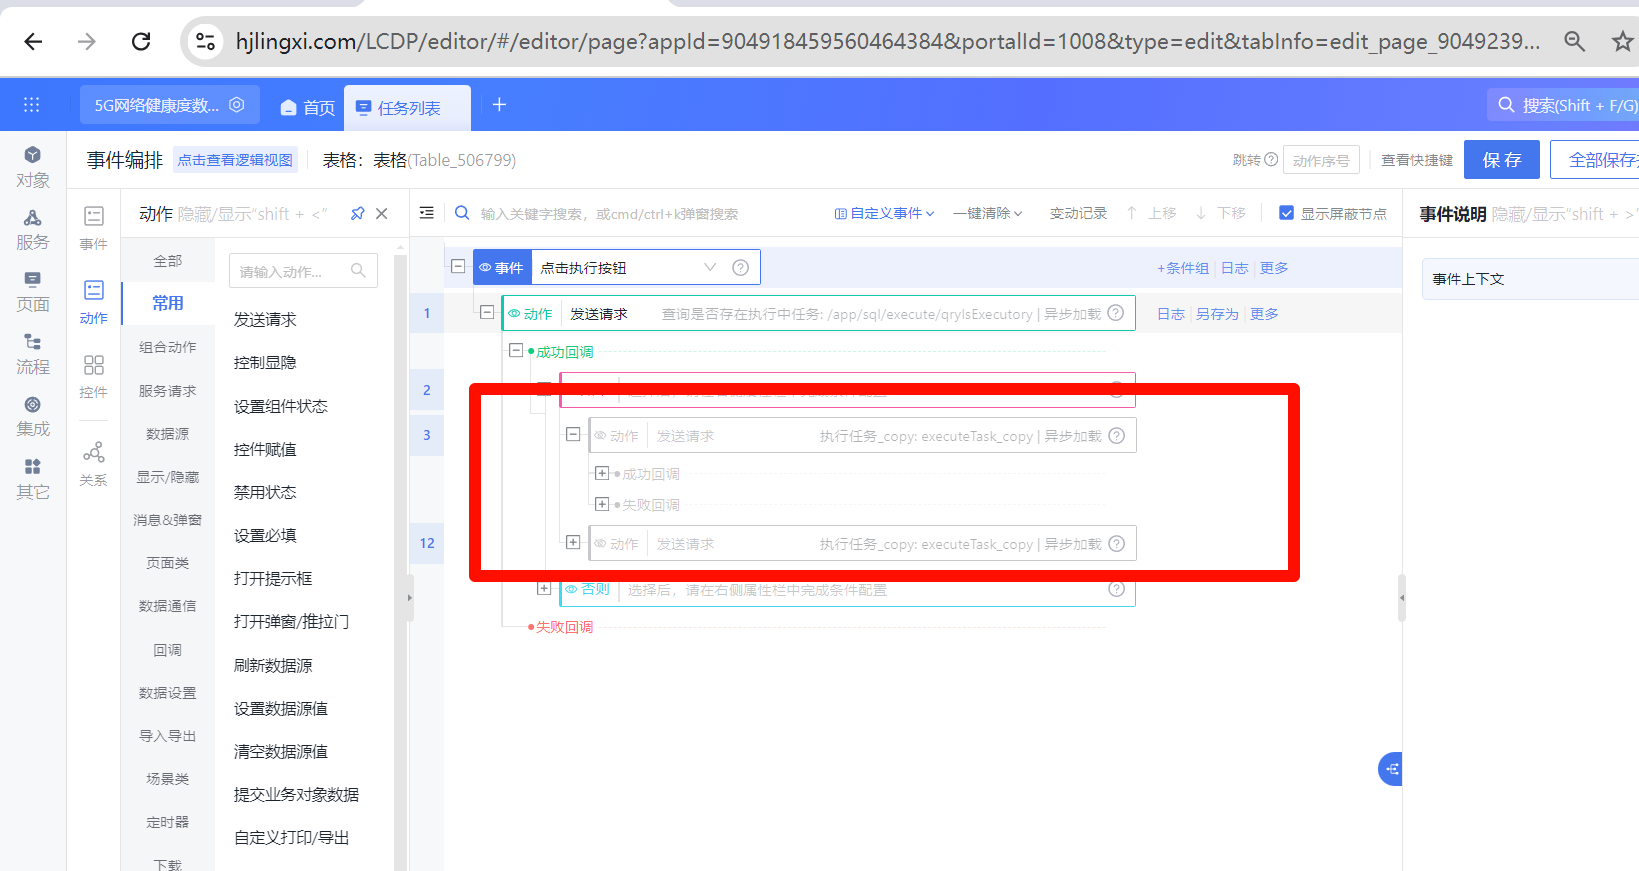 hjlingxi.com/LCDP/editor/#/editor/page?appId=904918459560464384&portalId=1008&type=edit&tabInfo=edit_page_9049239...
5G网络健康度数...
首页
任务列表
搜索(Shift + F/G)
对象
服务
页面
流程
集成
其它
事件编排
点击查看逻辑视图
表格：表格(Table_506799)
跳转
动作序号
查看快捷键
保 存
全部保存
事件
动作
控件
关系
动作 隐藏/显示"shift + <"
全部
常用
组合动作
服务请求
数据源
显示/隐藏
消息&弹窗
页面类
数据通信
回调
数据设置
导入导出
场景类
定时器
下载
请输入动作...
发送请求
控制显隐
设置组件状态
控件赋值
禁用状态
设置必填
打开提示框
打开弹窗/推拉门
刷新数据源
设置数据源值
清空数据源值
提交业务对象数据
自定义打印/导出
输入关键字搜索，或cmd/ctrl+k弹窗搜索
自定义事件
一键清除
变动记录
上移
下移
显示屏蔽节点
事件 点击执行按钮
+条件组 日志 更多
1 动作 发送请求 查询是否存在执行中任务: /app/sql/execute/qryIsExecutory | 异步加载
日志 另存为 更多
成功回调
2
3 动作 发送请求 执行任务_copy: executeTask_copy | 异步加载
成功回调
失败回调
12 动作 发送请求 执行任务_copy: executeTask_copy | 异步加载
否则 选择后，请在右侧属性栏中完成条件配置
失败回调
事件说明 隐藏/显示"shift + >"
事件上下文